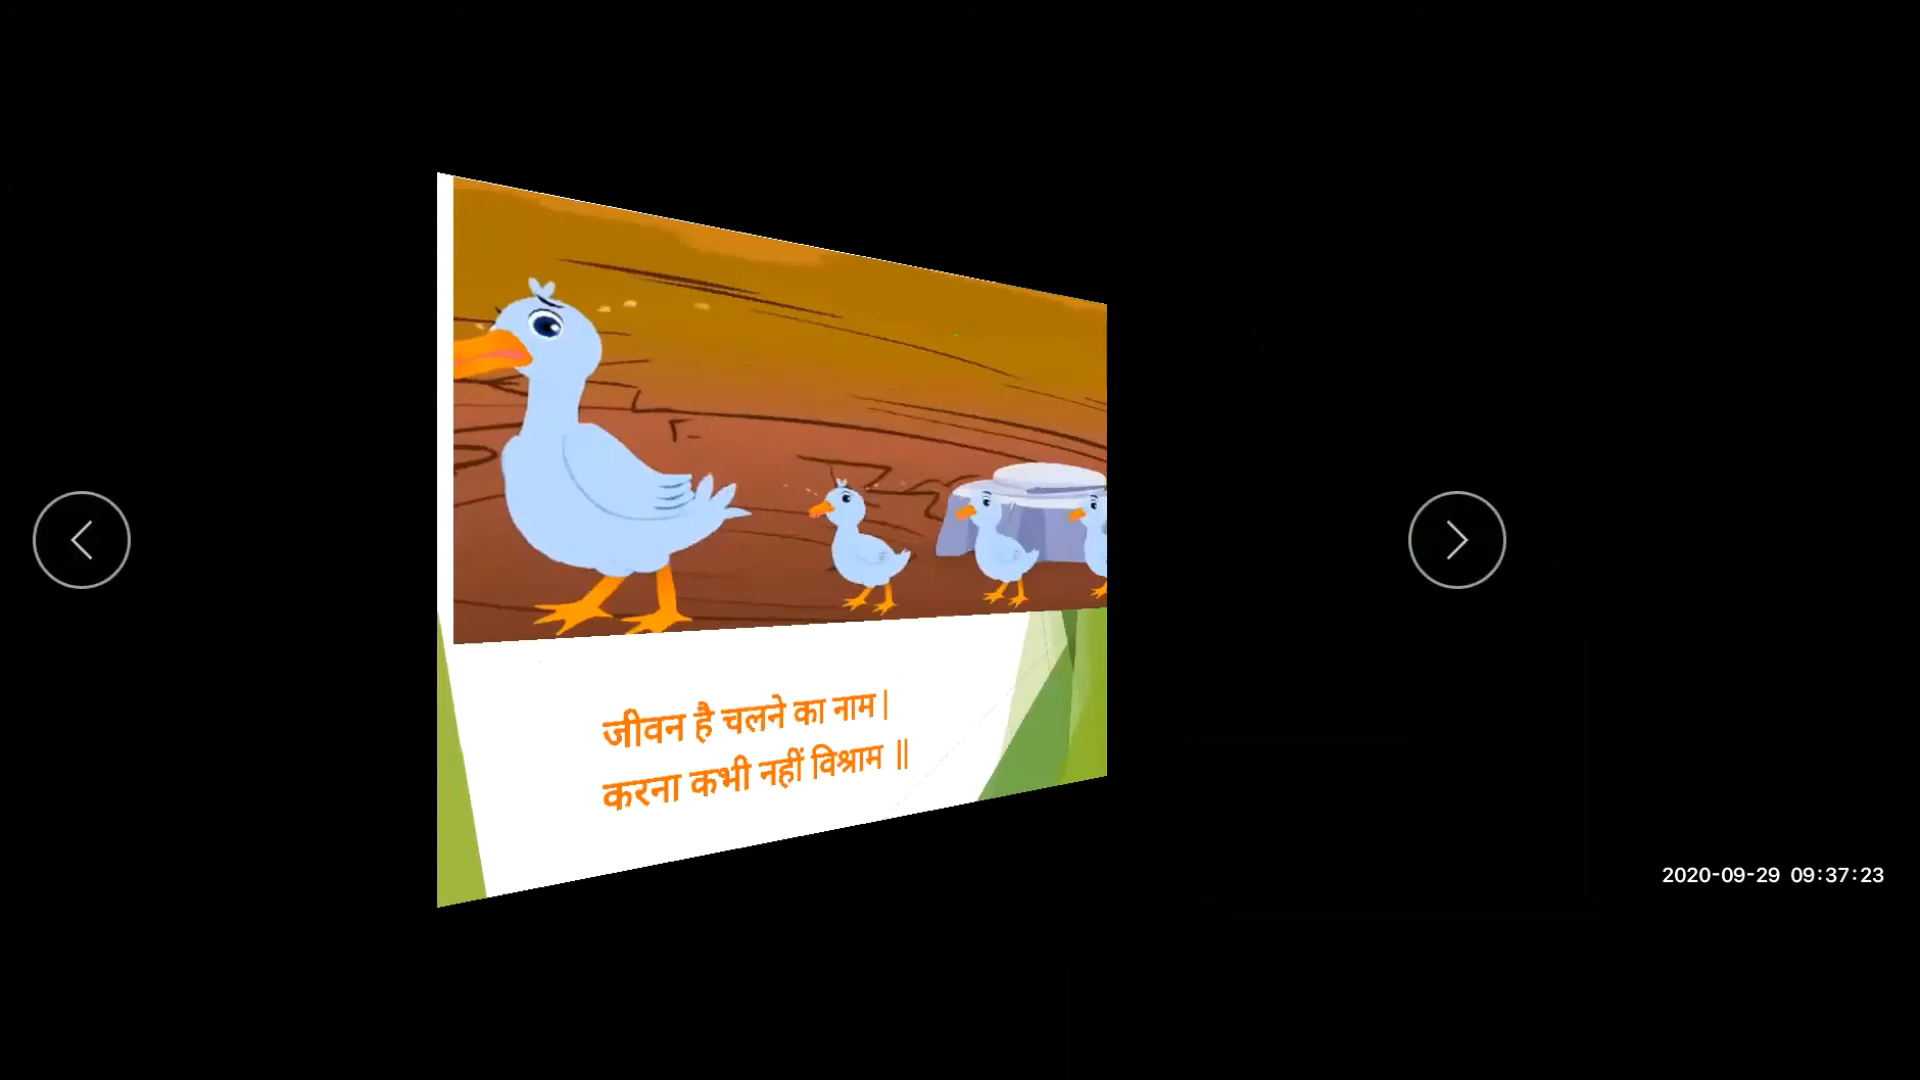 जीवन है चलने का नाम |
करना कभी नहीं विश्राम ||
2020-09-29 09:37:23